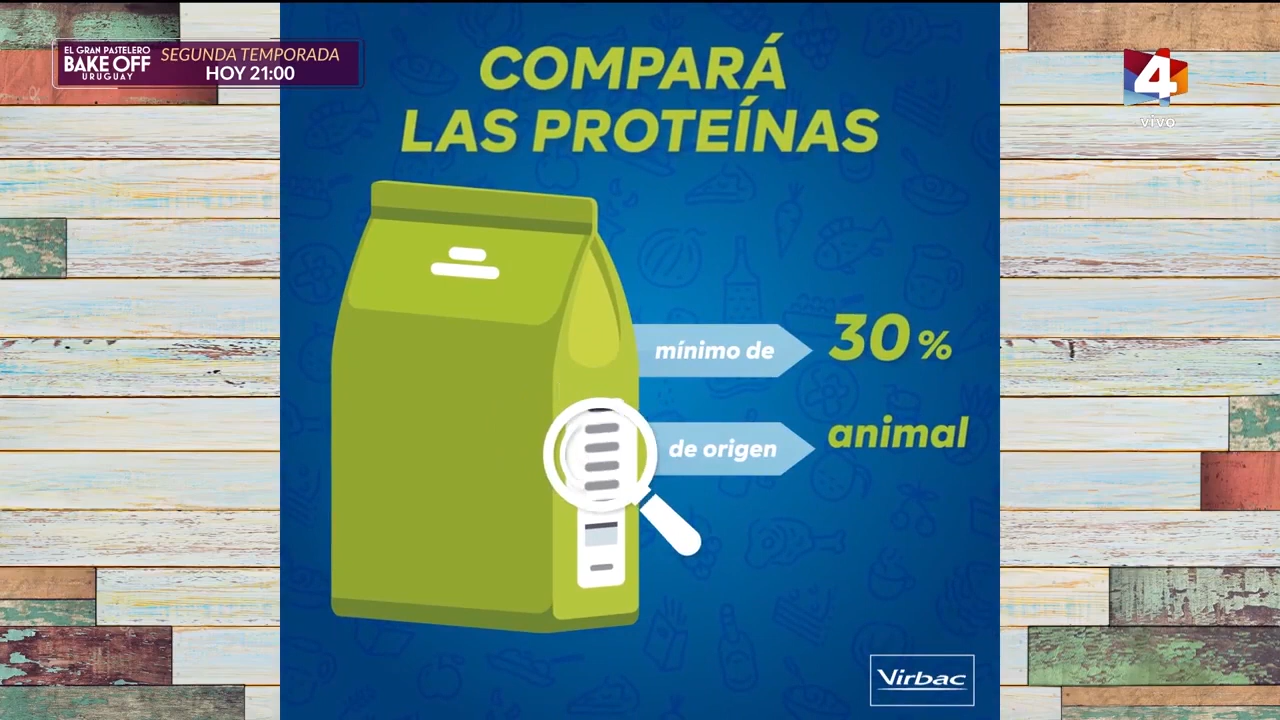 EL GRAN PASTELERO
BAKE OFF
URUGUAY
SEGUNDA TEMPORADA
HOY 21:00
4
vivo
COMPARÁ
LAS PROTEÍNAS
mínimo de
30 %
de origen
animal
Virbac